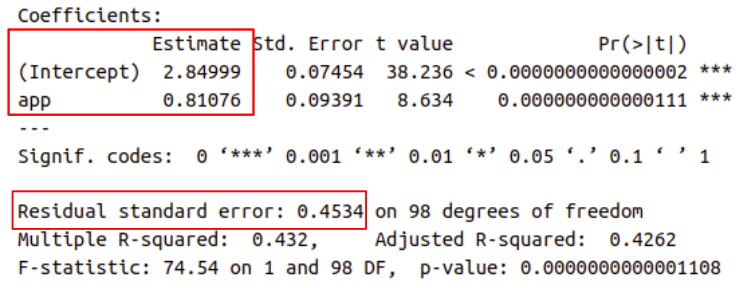 Coefficients:
Estimate Std. Error t value Pr(>|t|)
(Intercept) 2.84999 0.07454 38.236 < 0.0000000000000002 ***
app 0.81076 0.09391 8.634 0.000000000000111 ***
---
Signif. codes: 0 ‘***’ 0.001 ‘**’ 0.01 ‘*’ 0.05 ‘.’ 0.1 ‘ ’ 1
Residual standard error: 0.4534 on 98 degrees of freedom
Multiple R-squared: 0.432, Adjusted R-squared: 0.4262
F-statistic: 74.54 on 1 and 98 DF, p-value: 0.0000000000001108